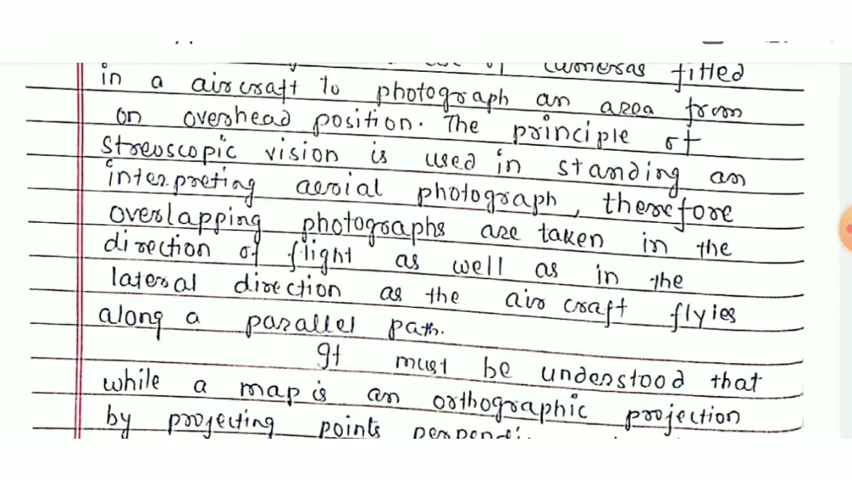 of cameras fitted
in a aircraft to photograph an area from
on overhead position. The principle of
streoscopic vision is used in standing an
interpreting aerial photograph, therefore
overlapping photographs are taken in the
direction of flight as well as in the
lateral direction as the air craft flyies
along a parallel path.
It must be understood that
while a map is an orthographic projection
by projecting points